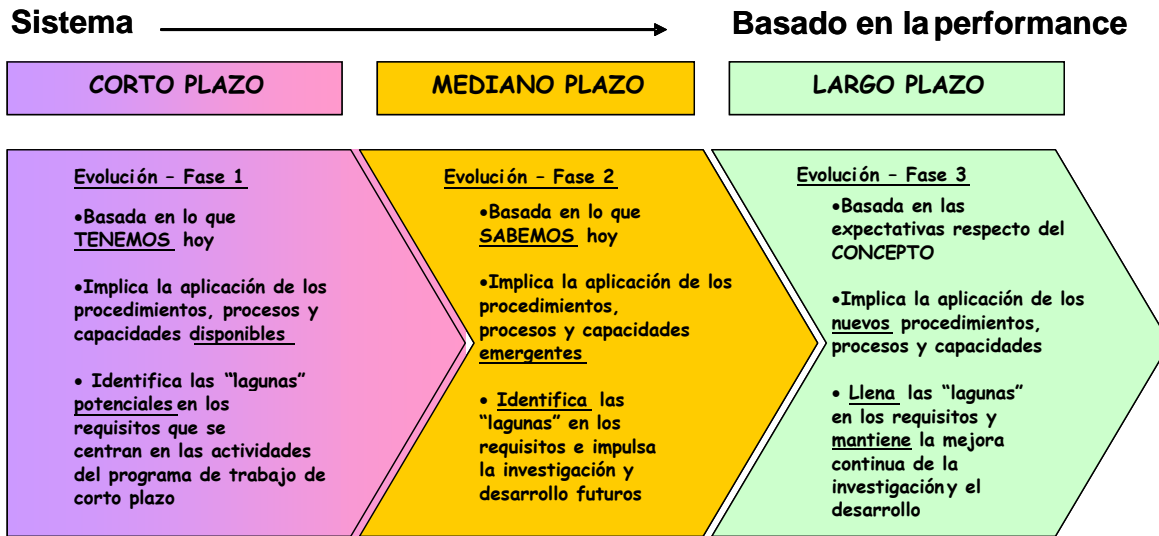 Sistema
Basado en la performance
CORTO PLAZO
MEDIANO PLAZO
LARGO PLAZO
Evolución – Fase 1
•Basada en lo que
TENEMOS hoy
•Implica la aplicación de los
procedimientos, procesos y
capacidades disponibles
• Identifica las “lagunas”
potenciales en los
requisitos que se
centran en las actividades
del programa de trabajo de
corto plazo
Evolución – Fase 2
•Basada en lo que
SABEMOS hoy
•Implica la aplicación de los
procedimientos,
procesos y capacidades
emergentes
• Identifica las
“lagunas” en los
requisitos e impulsa
la investigación y
desarrollo futuros
Evolución – Fase 3
•Basada en las
expectativas respecto del
CONCEPTO
•Implica la aplicación de los
nuevos procedimientos,
procesos y capacidades
• Llena las “lagunas”
en los requisitos y
mantiene la mejora
continua de la
investigación y el
desarrollo